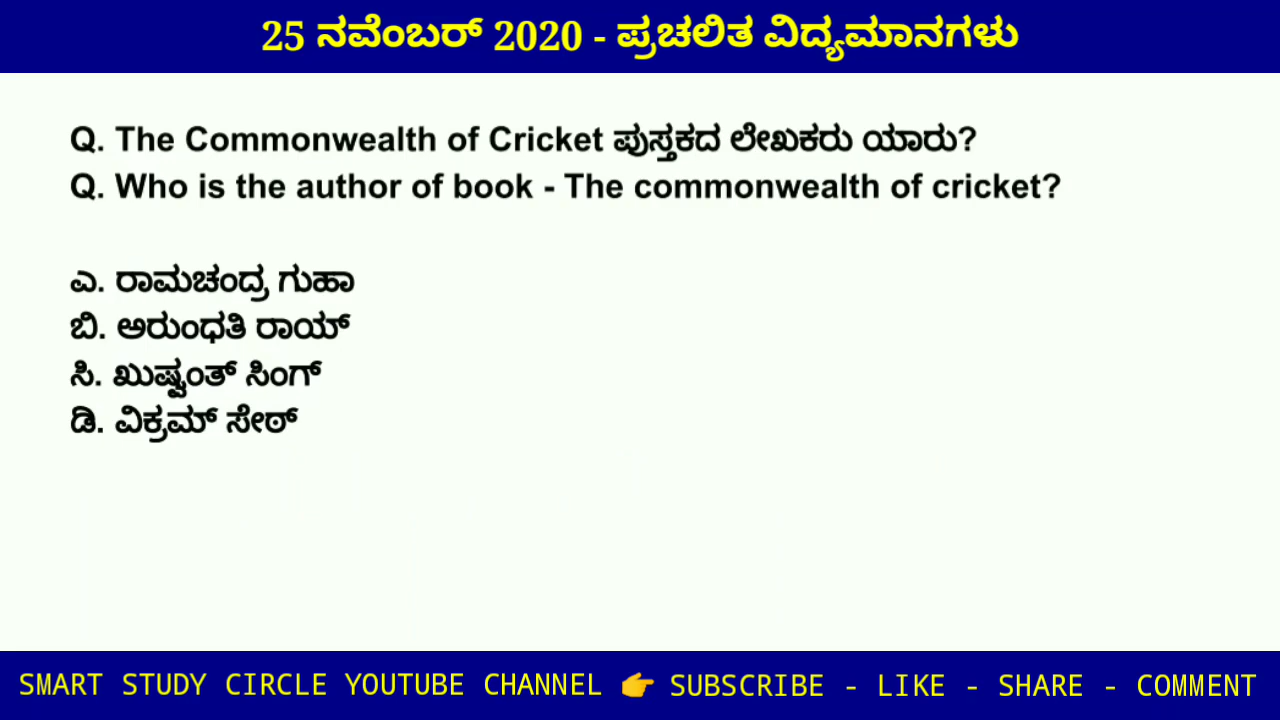 25 ನವೆಂಬರ್ 2020 - ಪ್ರಚಲಿತ ವಿದ್ಯಮಾನಗಳು
Q. The Commonwealth of Cricket ಪುಸ್ತಕದ ಲೇಖಕರು ಯಾರು?
Q. Who is the author of book - The commonwealth of cricket?
ಎ. ರಾಮಚಂದ್ರ ಗುಹಾ
ಬಿ. ಅರುಂಧತಿ ರಾಯ್
ಸಿ. ಖುಷ್ವಂತ್ ಸಿಂಗ್
ಡಿ. ವಿಕ್ರಮ್ ಸೇಠ್
SMART STUDY CIRCLE YOUTUBE CHANNEL 👉 SUBSCRIBE - LIKE - SHARE - COMMENT